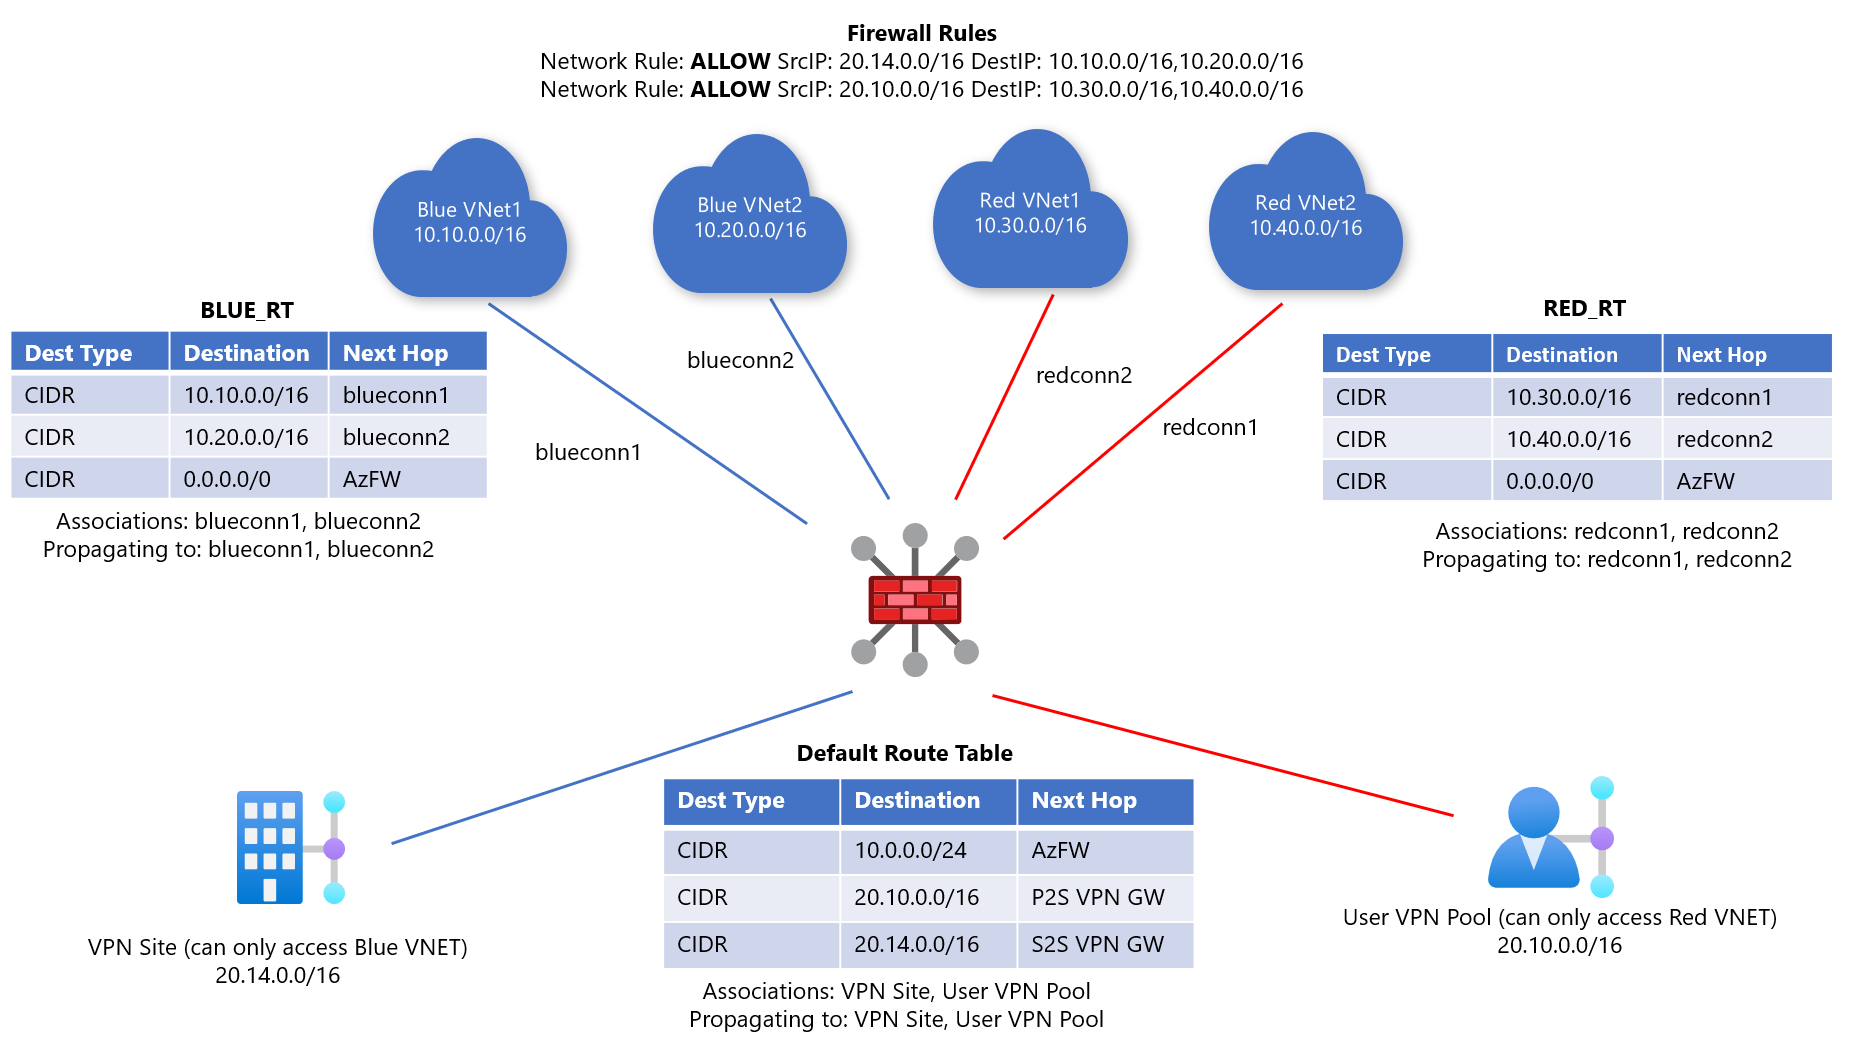 Firewall Rules
Network Rule: ALLOW SrcIP: 20.14.0.0/16 DestIP: 10.10.0.0/16,10.20.0.0/16
Network Rule: ALLOW SrcIP: 20.10.0.0/16 DestIP: 10.30.0.0/16,10.40.0.0/16
Blue VNet1
10.10.0.0/16
Blue VNet2
10.20.0.0/16
Red VNet1
10.30.0.0/16
Red VNet2
10.40.0.0/16
BLUE_RT
Dest Type Destination Next Hop
CIDR 10.10.0.0/16 blueconn1
CIDR 10.20.0.0/16 blueconn2
CIDR 0.0.0.0/0 AzFW
Associations: blueconn1, blueconn2
Propagating to: blueconn1, blueconn2
blueconn2
blueconn1
redconn2
redconn1
RED_RT
Dest Type Destination Next Hop
CIDR 10.30.0.0/16 redconn1
CIDR 10.40.0.0/16 redconn2
CIDR 0.0.0.0/0 AzFW
Associations: redconn1, redconn2
Propagating to: redconn1, redconn2
Default Route Table
Dest Type Destination Next Hop
CIDR 10.0.0.0/24 AzFW
CIDR 20.10.0.0/16 P2S VPN GW
CIDR 20.14.0.0/16 S2S VPN GW
Associations: VPN Site, User VPN Pool
Propagating to: VPN Site, User VPN Pool
VPN Site (can only access Blue VNET)
20.14.0.0/16
User VPN Pool (can only access Red VNET)
20.10.0.0/16